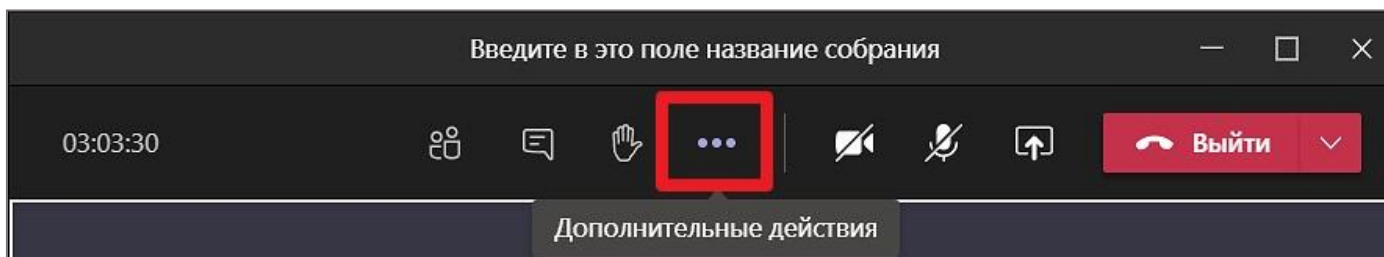 Введите в это поле название собрания
03:03:30
Выйти
Дополнительные действия